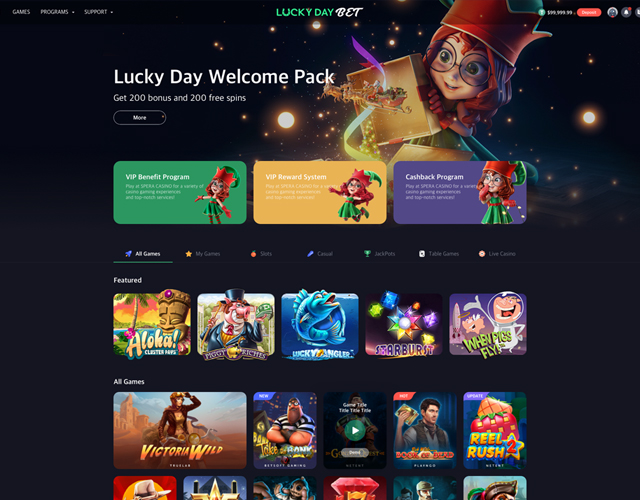 GAMES PROGRAMS SUPPORT
LUCKY DAY BET
$99,999.99
Deposit
Lucky Day Welcome Pack
Get 200 bonus and 200 free spins
More
VIP Benefit Program
Play at SPERA CASINO for a variety of
casino gaming experiences
and top-notch services!
VIP Reward System
Play at SPERA CASINO for a variety of
casino gaming experiences
and top-notch services!
Cashback Program
Play at SPERA CASINO for a variety
casino gaming experiences
and top-notch services!
All Games My Games Slots Casual JackPots Table Games Live Casino
Featured
Aloha!
CLUSTER PAYS
PIGGY RICHES
LUCKY ANGLER
STARBURST
WHEN PIGS FLY!
All Games
VICTORIA WILD
TRUELAB
NEW
Take the Bank
BETSOFT GAMING
Game Title
Title Title Title
Demo
NETENT
HOT
BOOK OF DEAD
PLAYNGO
UPDATE
REEL RUSH 2
NETENT